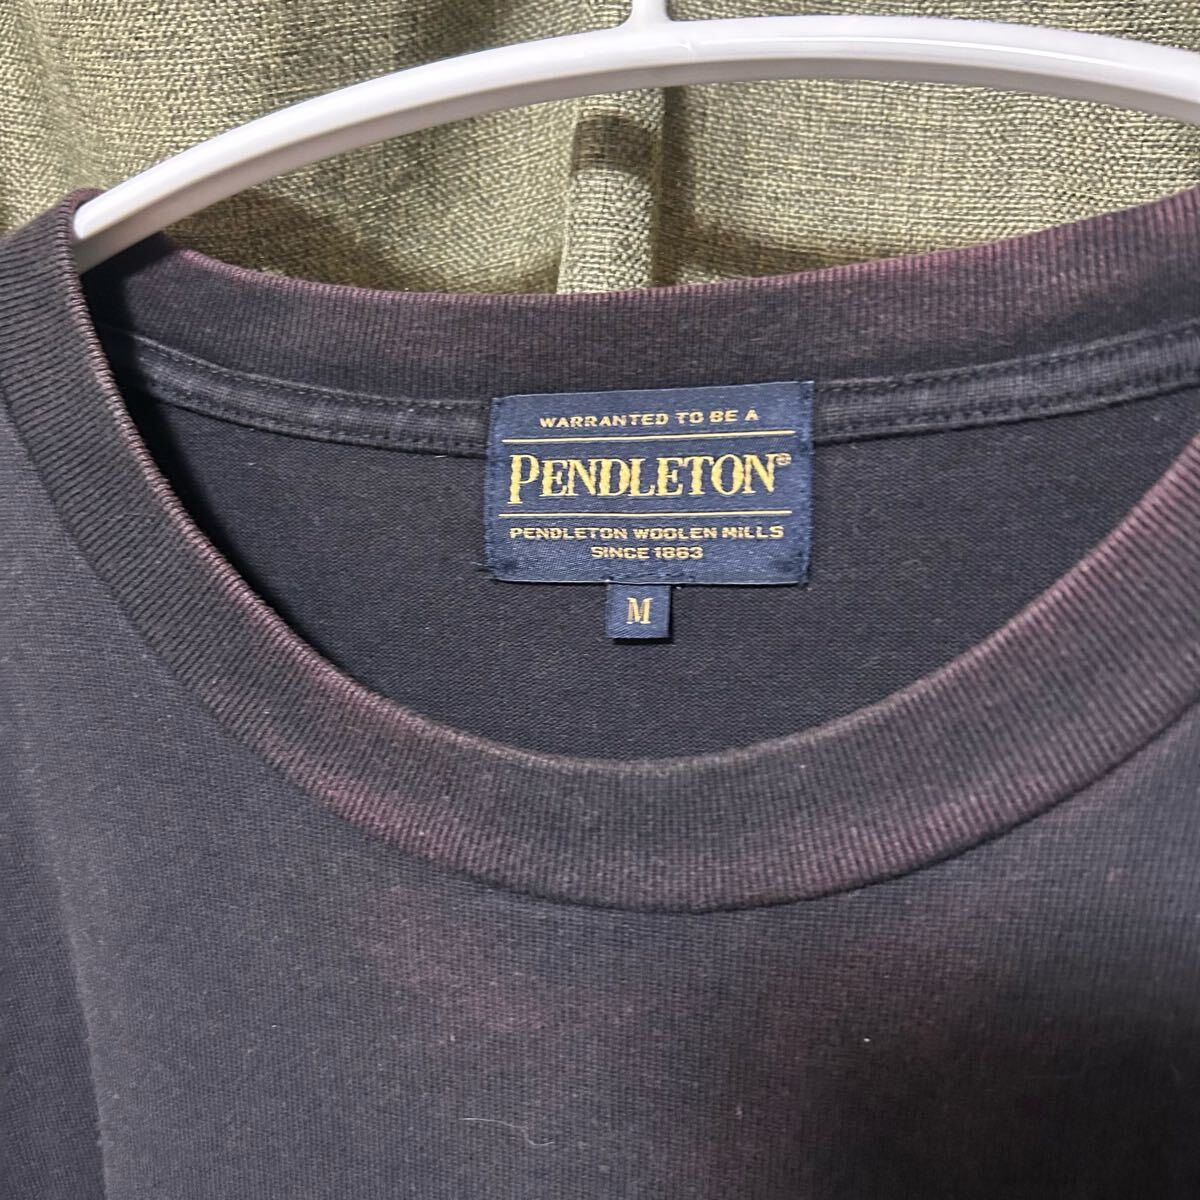 WARRANTED TO BE A
PENDLETON®
PENDLETON WOOLEN MILLS
SINCE 1863
M